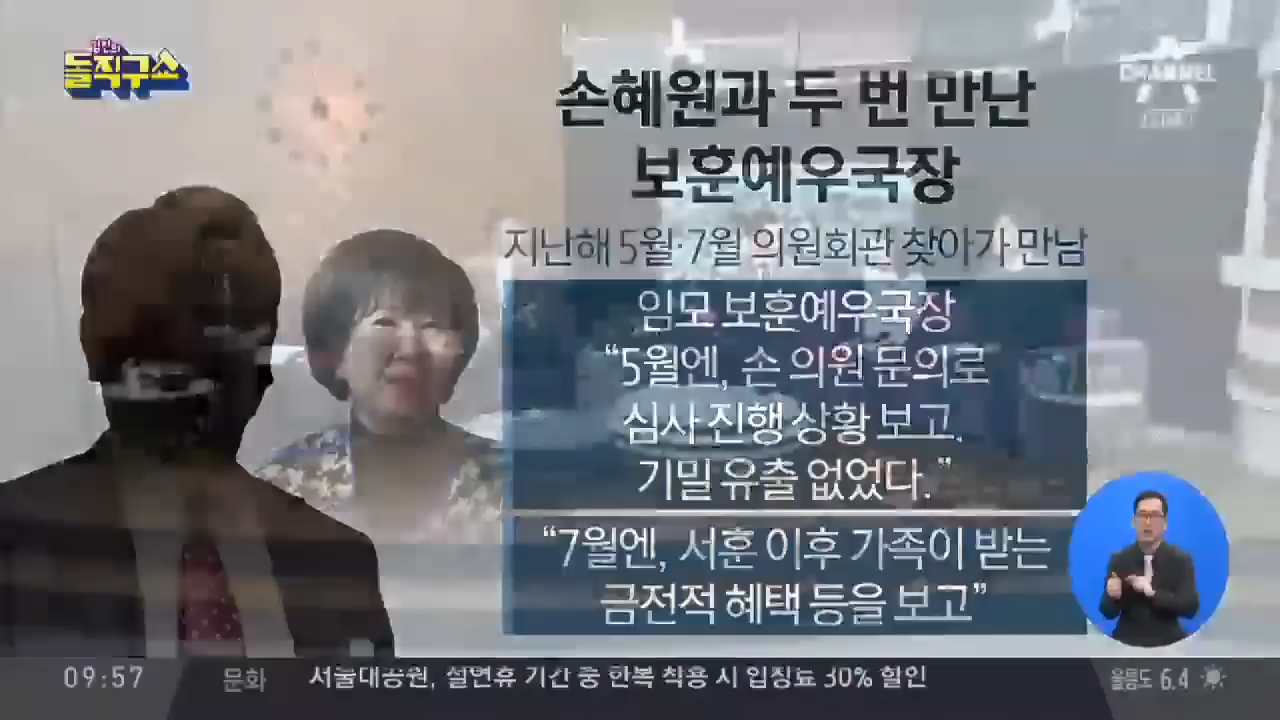 김진의
돌직구쇼
CHANNEL
손혜원과 두 번 만난
보훈예우국장
지난해 5월·7월 의원회관 찾아가 만남
임모 보훈예우국장
“5월엔, 손 의원 문의로
심사 진행 상황 보고.
기밀 유출 없었다.”
“7월엔, 서훈 이후 가족이 받는
금전적 혜택 등을 보고”
09:57
문화
서울대공원, 설연휴 기간 중 한복 착용 시 입장료 30% 할인
울릉도 6.4